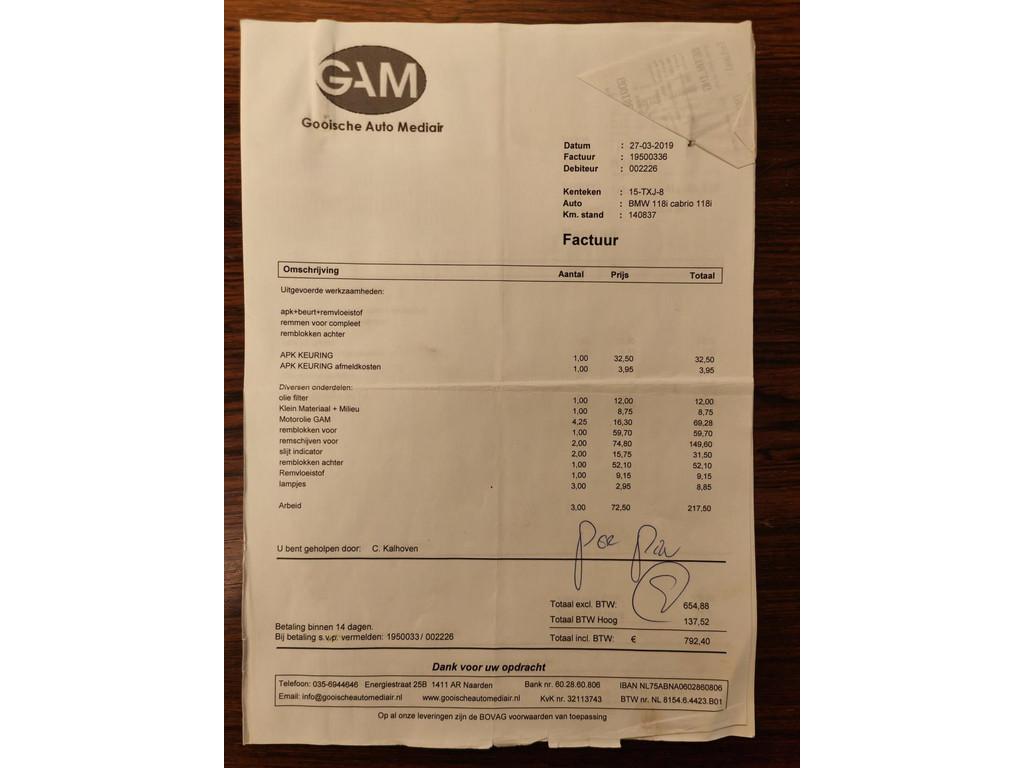 GAM
Gooische Auto Mediair
Datum : 27-03-2019
Factuur : 19500336
Debiteur : 002226
Kenteken : 15-TXJ-8
Auto : BMW 118i cabrio 118i
Km. stand : 140837
Factuur
Omschrijving Aantal Prijs Totaal
Uitgevoerde werkzaamheden:
apk+beurt+remvloeistof
remmen voor compleet
remblokken achter
APK KEURING 1,00 32,50 32,50
APK KEURING afmeldkosten 1,00 3,95 3,95
Diversen onderdelen:
olie filter 1,00 12,00 12,00
Klein Materiaal + Milieu 1,00 8,75 8,75
Motorolie GAM 4,25 16,30 69,28
remblokken voor 1,00 59,70 59,70
remschijven voor 2,00 74,80 149,60
slijt indicator 2,00 15,75 31,50
remblokken achter 1,00 52,10 52,10
Remvloeistof 1,00 9,15 9,15
lampjes 3,00 2,95 8,85
Arbeid 3,00 72,50 217,50
U bent geholpen door: C. Kalhoven
Totaal excl. BTW: 654,88
Totaal BTW Hoog 137,52
Betaling binnen 14 dagen.
Bij betaling s.v.p. vermelden: 1950033/ 002226
Totaal incl. BTW: € 792,40
Dank voor uw opdracht
Telefoon: 035-6944646 Energiestraat 25B 1411 AR Naarden Bank nr. 60.28.60.806 IBAN NL75ABNA0602860806
Email: info@gooischeautomediair.nl www.gooischeautomediair.nl KvK nr. 32113743 BTW nr. NL 8154.6.4423.B01
Op al onze leveringen zijn de BOVAG voorwaarden van toepassing